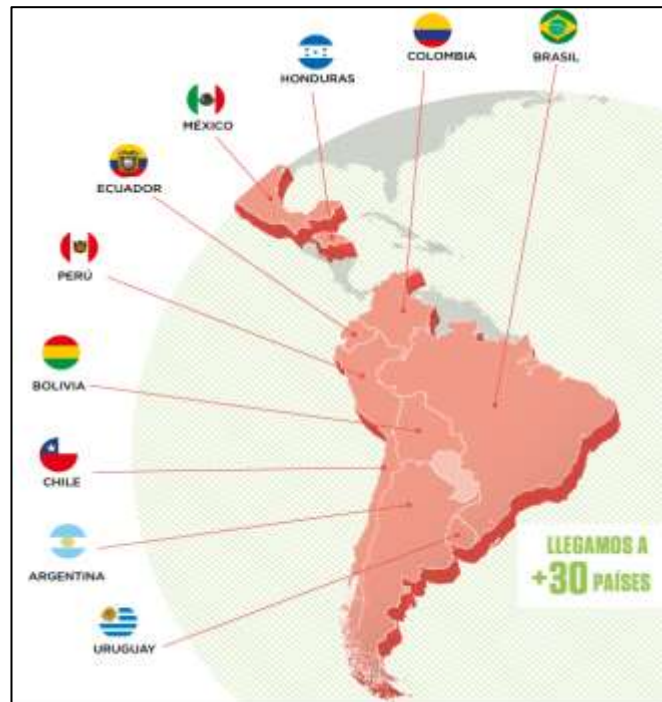 COLOMBIA
BRASIL
HONDURAS
MÉXICO
ECUADOR
PERÚ
BOLIVIA
CHILE
ARGENTINA
URUGUAY
LLEGAMOS A
+30 PAÍSES